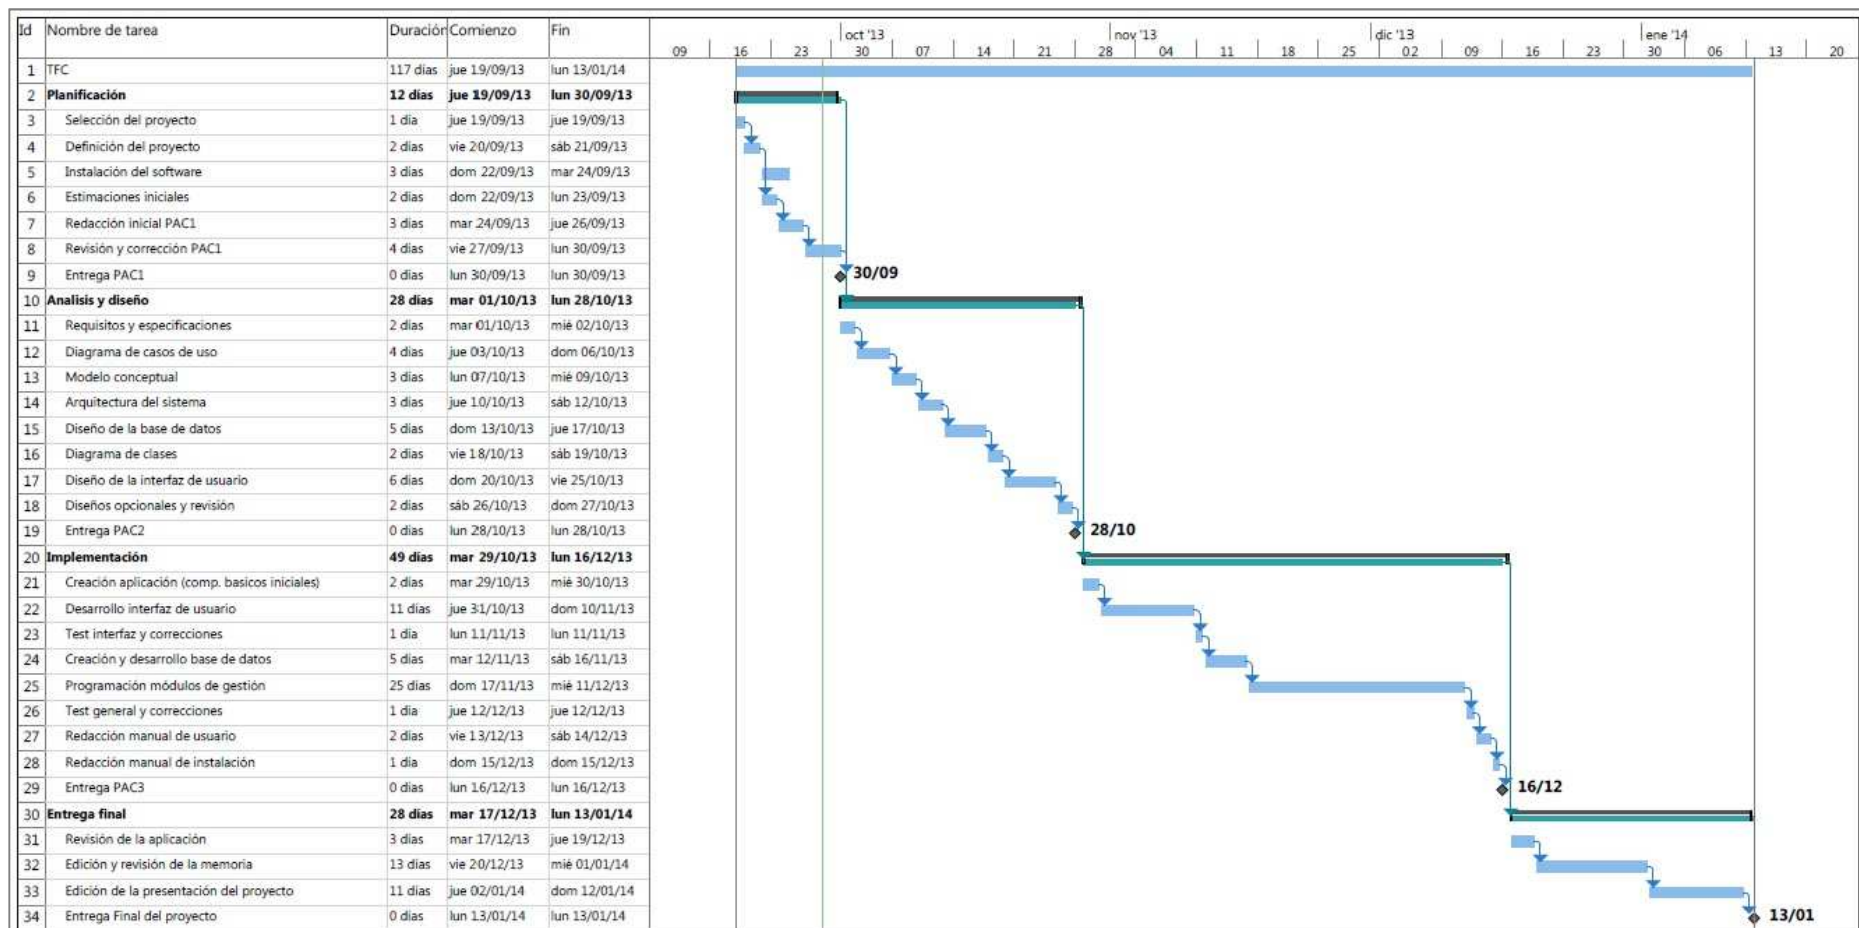 Id Nombre de tarea Duración Comienzo Fin
oct '13 nov '13 dic '13 ene '14
09 16 23 30 07 14 21 28 04 11 18 25 02 09 16 23 30 06 13 20
1 TFC 117 días jue 19/09/13 lun 13/01/14
2 Planificación 12 días jue 19/09/13 lun 30/09/13
3 Selección del proyecto 1 día jue 19/09/13 jue 19/09/13
4 Definición del proyecto 2 días vie 20/09/13 sáb 21/09/13
5 Instalación del software 3 días dom 22/09/13 mar 24/09/13
6 Estimaciones iniciales 2 días dom 22/09/13 lun 23/09/13
7 Redacción inicial PAC1 3 días mar 24/09/13 jue 26/09/13
8 Revisión y corrección PAC1 4 días vie 27/09/13 lun 30/09/13
9 Entrega PAC1 0 días lun 30/09/13 lun 30/09/13 30/09
10 Analisis y diseño 28 días mar 01/10/13 lun 28/10/13
11 Requisitos y especificaciones 2 días mar 01/10/13 mié 02/10/13
12 Diagrama de casos de uso 4 días jue 03/10/13 dom 06/10/13
13 Modelo conceptual 3 días lun 07/10/13 mié 09/10/13
14 Arquitectura del sistema 3 días jue 10/10/13 sáb 12/10/13
15 Diseño de la base de datos 5 días dom 13/10/13 jue 17/10/13
16 Diagrama de clases 2 días vie 18/10/13 sáb 19/10/13
17 Diseño de la interfaz de usuario 6 días dom 20/10/13 vie 25/10/13
18 Diseños opcionales y revisión 2 días sáb 26/10/13 dom 27/10/13
19 Entrega PAC2 0 días lun 28/10/13 lun 28/10/13 28/10
20 Implementación 49 días mar 29/10/13 lun 16/12/13
21 Creación aplicación (comp. basicos iniciales) 2 días mar 29/10/13 mié 30/10/13
22 Desarrollo interfaz de usuario 11 días jue 31/10/13 dom 10/11/13
23 Test interfaz y correcciones 1 día lun 11/11/13 lun 11/11/13
24 Creación y desarrollo base de datos 5 días mar 12/11/13 sáb 16/11/13
25 Programación módulos de gestión 25 días dom 17/11/13 mié 11/12/13
26 Test general y correcciones 1 día jue 12/12/13 jue 12/12/13
27 Redacción manual de usuario 2 días vie 13/12/13 sáb 14/12/13
28 Redacción manual de instalación 1 día dom 15/12/13 dom 15/12/13
29 Entrega PAC3 0 días lun 16/12/13 lun 16/12/13 16/12
30 Entrega final 28 días mar 17/12/13 lun 13/01/14
31 Revisión de la aplicación 3 días mar 17/12/13 jue 19/12/13
32 Edición y revisión de la memoria 13 días vie 20/12/13 mié 01/01/14
33 Edición de la presentación del proyecto 11 días jue 02/01/14 dom 12/01/14
34 Entrega Final del proyecto 0 días lun 13/01/14 lun 13/01/14 13/01